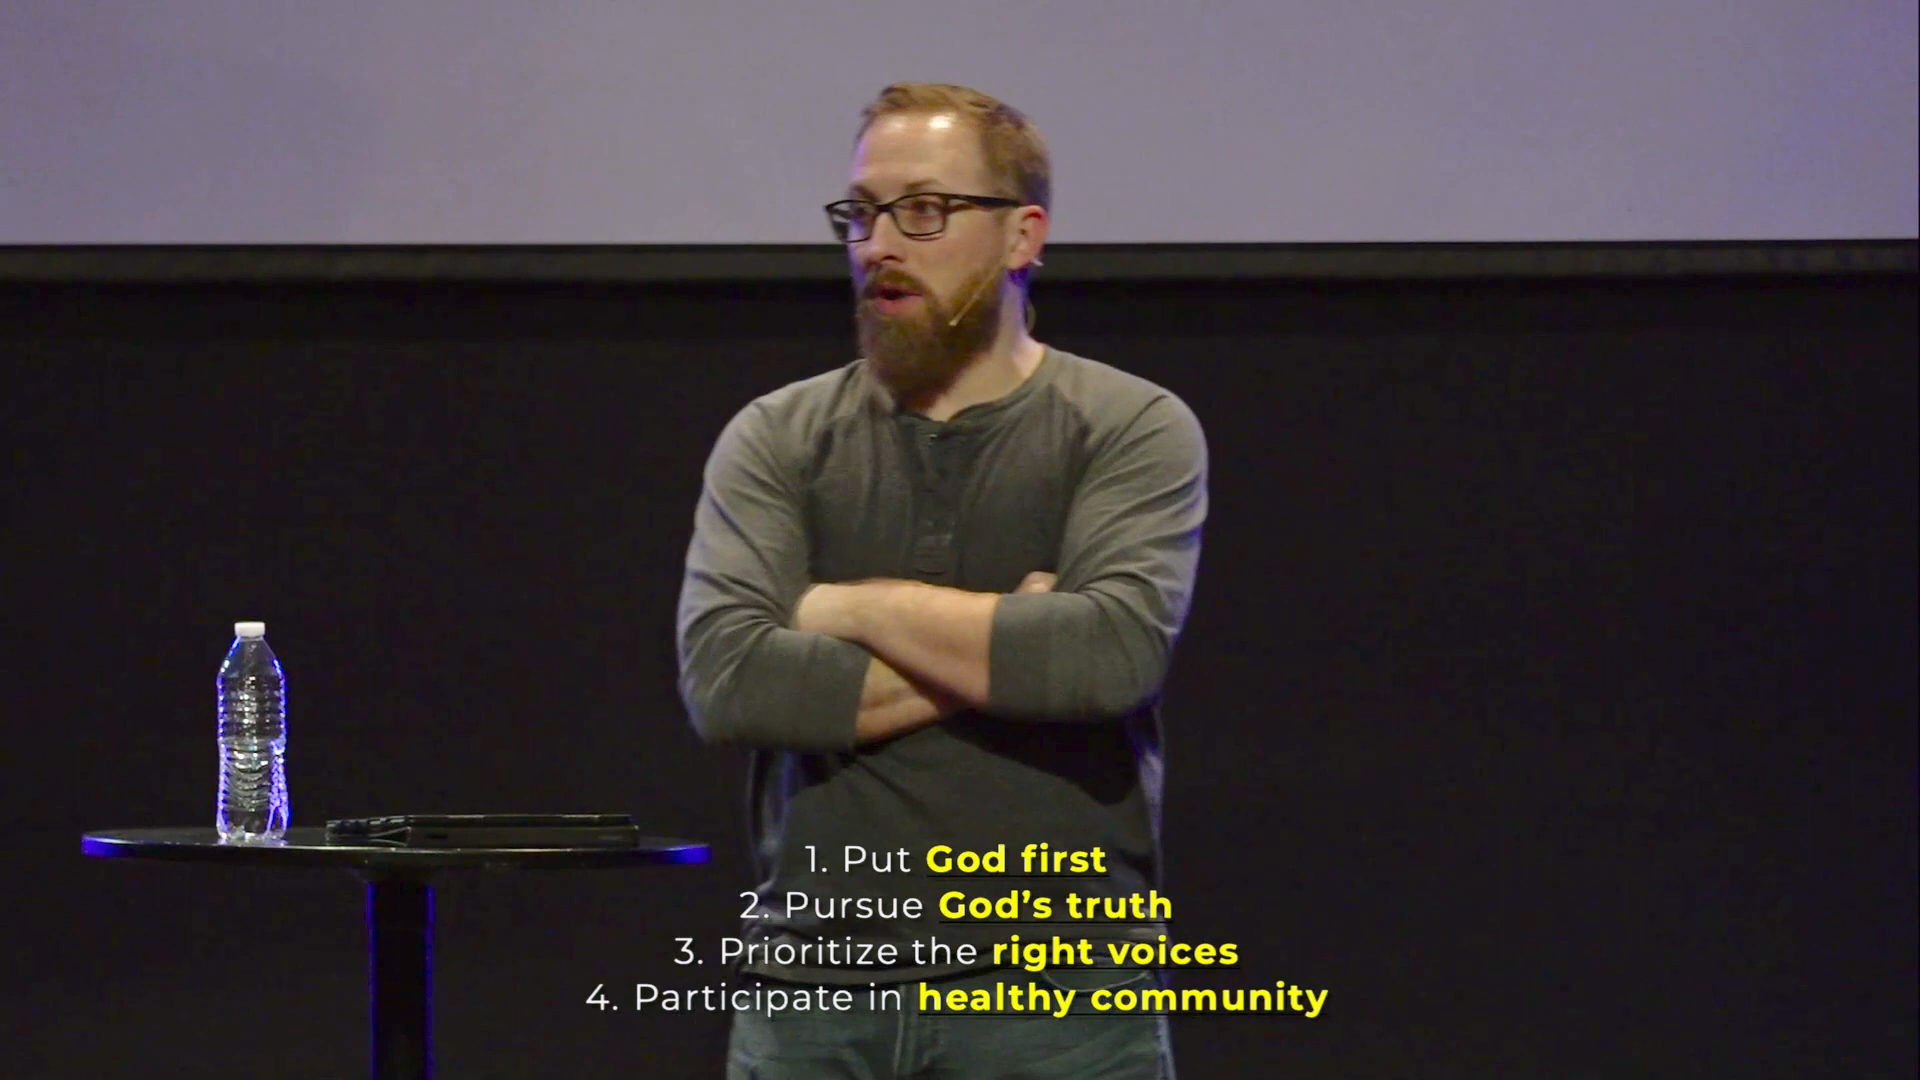 1. Put God first
2. Pursue God’s truth
3. Prioritize the right voices
4. Participate in healthy community